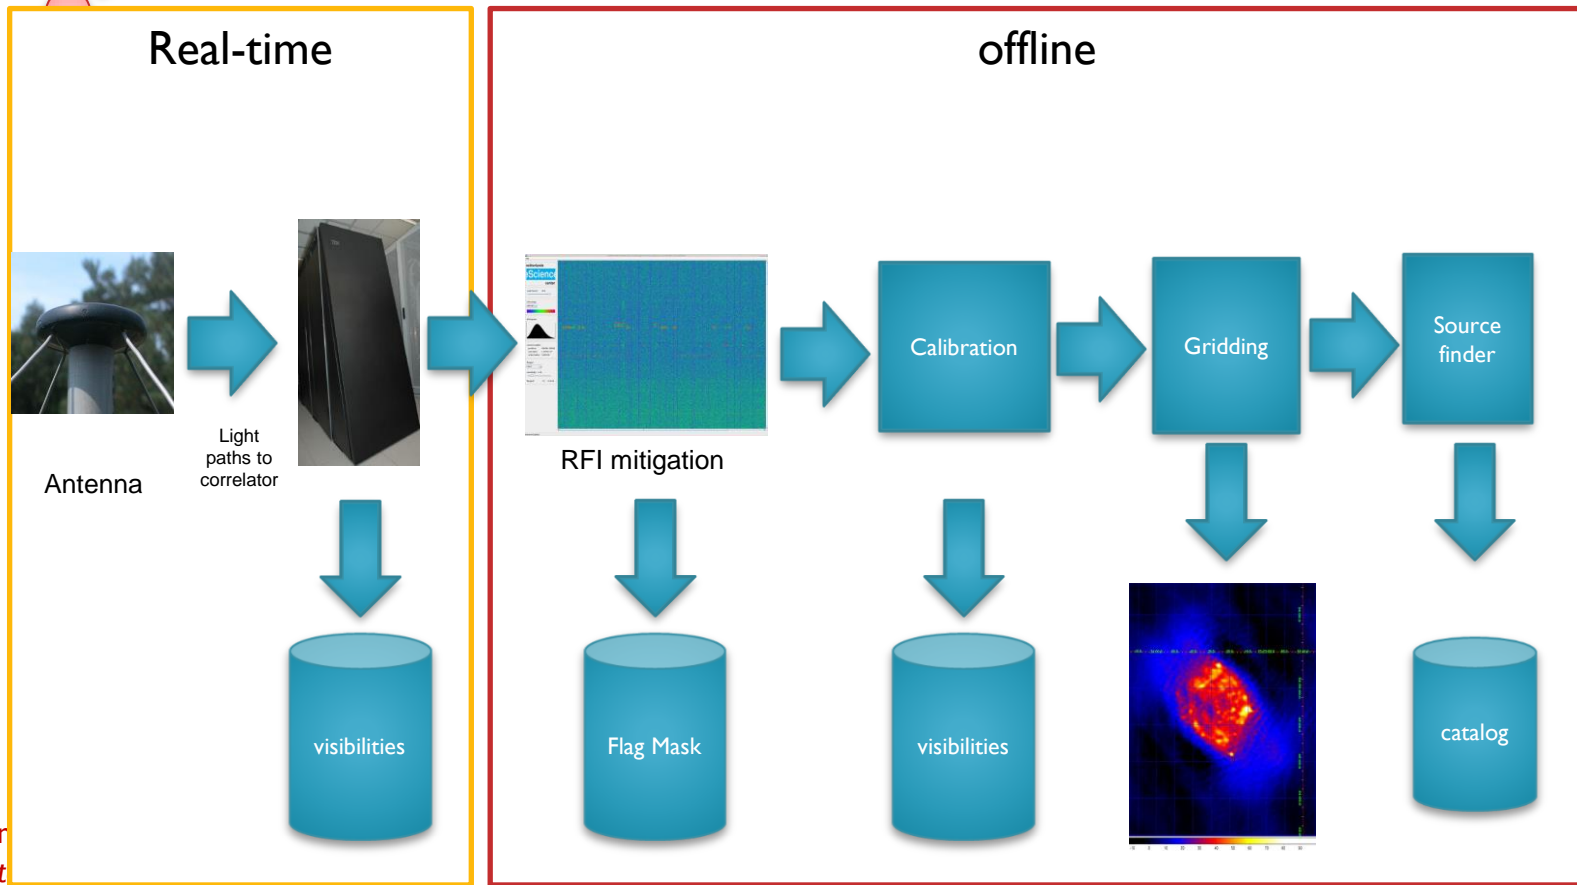 Real-time
offline
Antenna
Light
paths to
correlator
RFI mitigation
Calibration
Gridding
Source
finder
visibilities
Flag Mask
visibilities
catalog